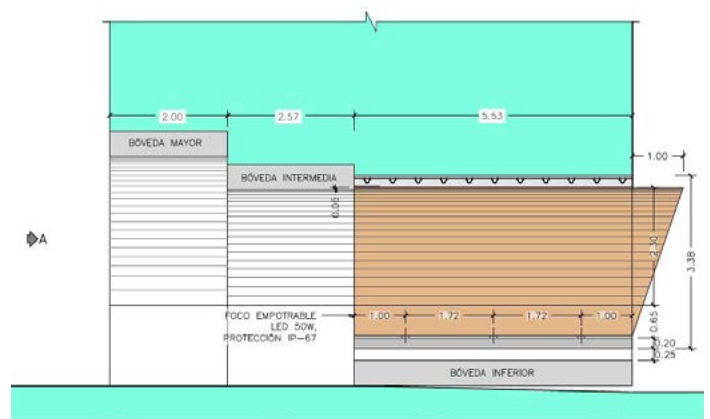 2.00
2.57
5.53
BÓVEDA MAYOR
1.00
BÓVEDA INTERMEDIA
0.06
A
2.30
3.38
FOCO EMPOTRABLE
LED 50W,
PROTECCIÓN IP-67
1.00
1.72
1.72
1.00
0.65
0.20
0.25
BÓVEDA INFERIOR